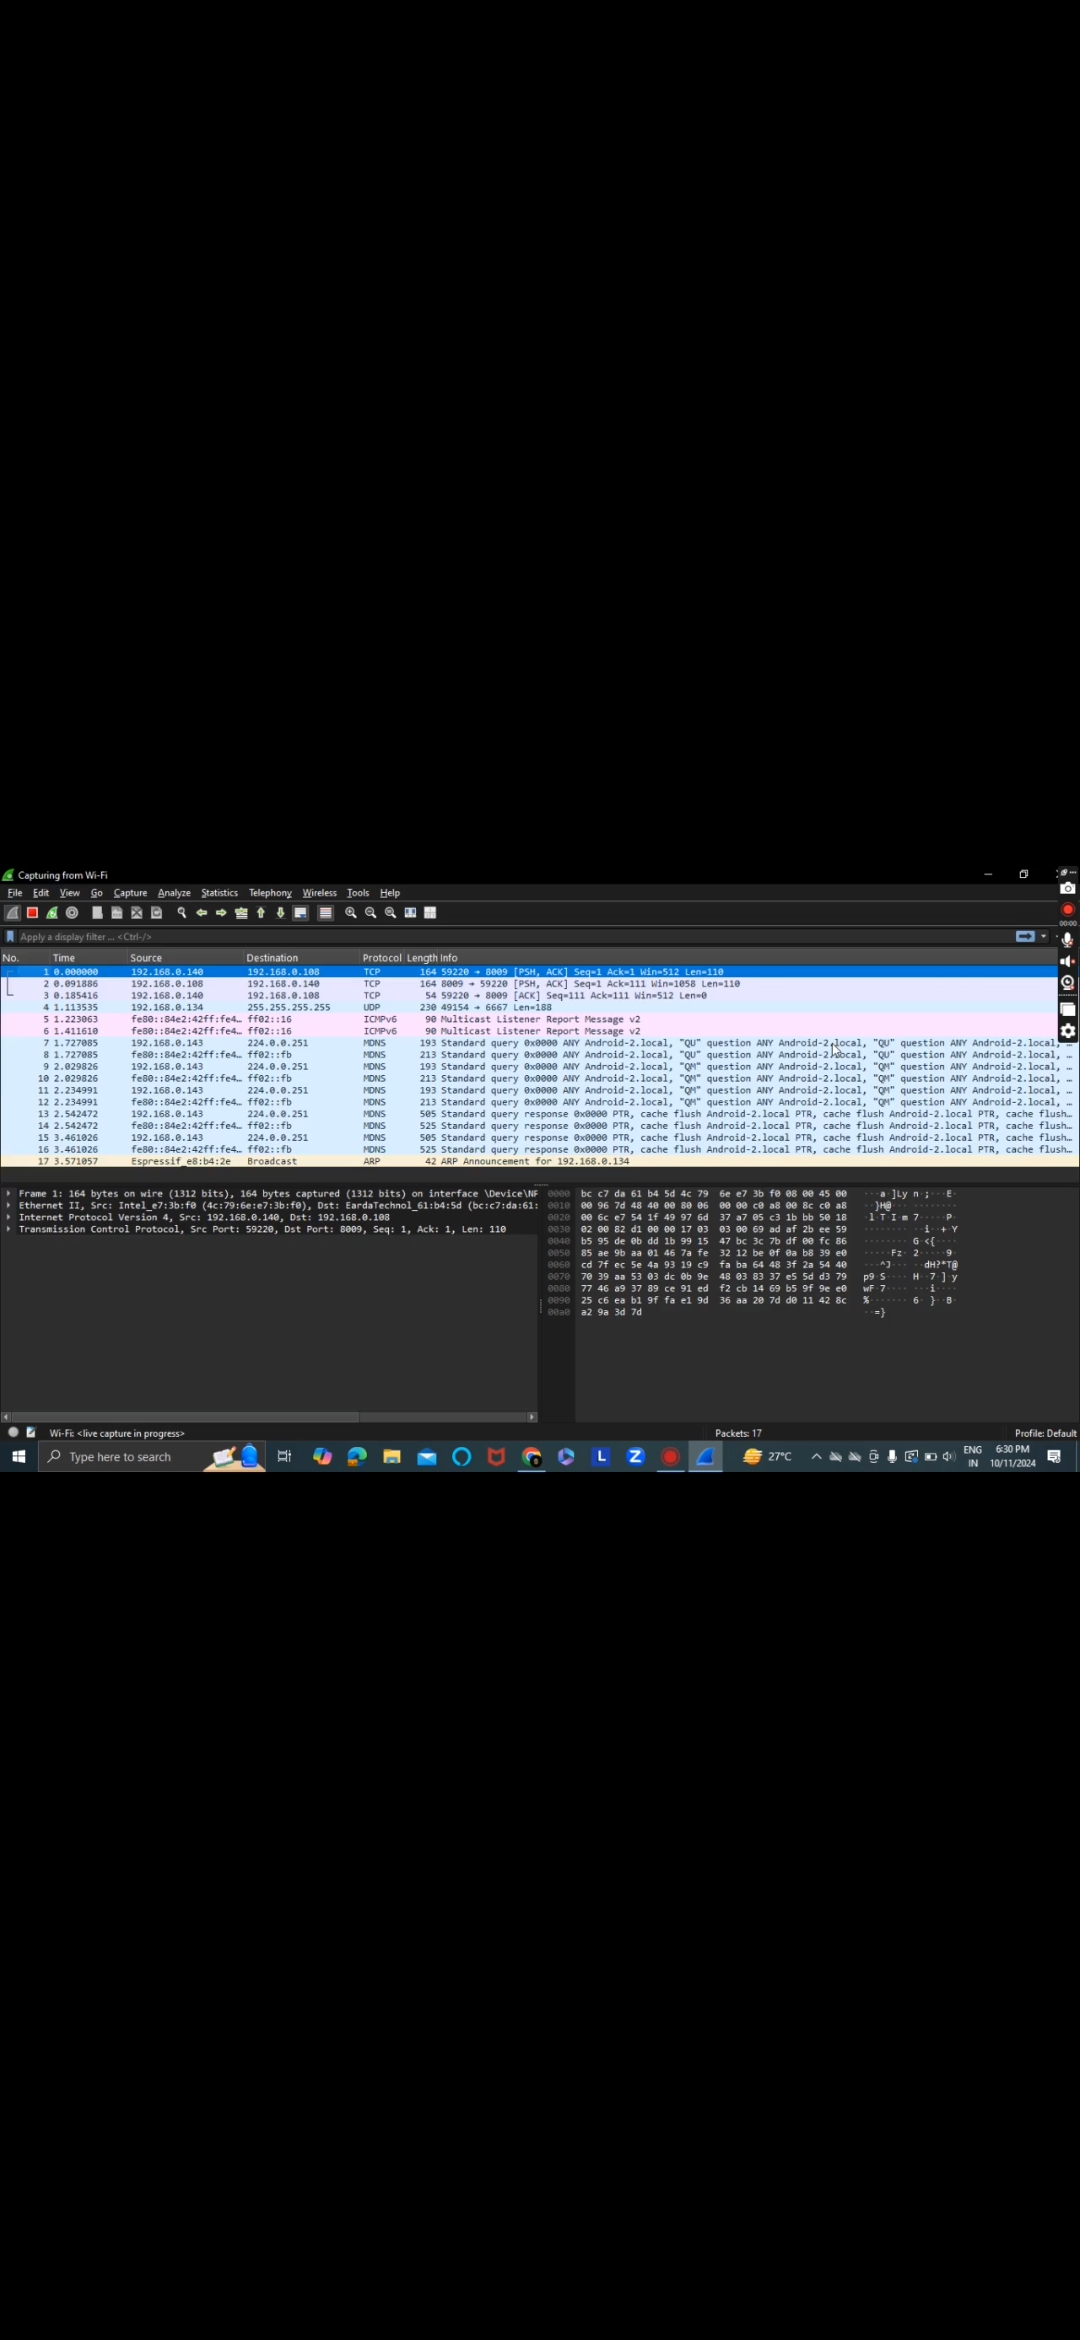 Capturing from Wi-Fi
File Edit View Go Capture Analyze Statistics Telephony Wireless Tools Help
00:00
Apply a display filter ... <Ctrl-/>
No. Time Source Destination Protocol Length Info
1 0.000000 192.168.0.140 192.168.0.108 TCP 164 59220 → 8009 [PSH, ACK] Seq=1 Ack=1 Win=512 Len=110
2 0.091886 192.168.0.108 192.168.0.140 TCP 164 8009 → 59220 [PSH, ACK] Seq=1 Ack=111 Win=1058 Len=110
3 0.185416 192.168.0.140 192.168.0.108 TCP 54 59220 → 8009 [ACK] Seq=111 Ack=111 Win=512 Len=0
4 1.113535 192.168.0.134 255.255.255.255 UDP 230 49154 → 6667 Len=188
5 1.223063 fe80::84e2:42ff:fe4… ff02::16 ICMPv6 90 Multicast Listener Report Message v2
6 1.411610 fe80::84e2:42ff:fe4… ff02::16 ICMPv6 90 Multicast Listener Report Message v2
7 1.727085 192.168.0.143 224.0.0.251 MDNS 193 Standard query 0x0000 ANY Android-2.local, "QU" question ANY Android-2.local, "QU" question ANY Android-2.local, …
8 1.727085 fe80::84e2:42ff:fe4… ff02::fb MDNS 213 Standard query 0x0000 ANY Android-2.local, "QU" question ANY Android-2.local, "QU" question ANY Android-2.local, …
9 2.029826 192.168.0.143 224.0.0.251 MDNS 193 Standard query 0x0000 ANY Android-2.local, "QM" question ANY Android-2.local, "QM" question ANY Android-2.local, …
10 2.029826 fe80::84e2:42ff:fe4… ff02::fb MDNS 213 Standard query 0x0000 ANY Android-2.local, "QM" question ANY Android-2.local, "QM" question ANY Android-2.local, …
11 2.234991 192.168.0.143 224.0.0.251 MDNS 193 Standard query 0x0000 ANY Android-2.local, "QM" question ANY Android-2.local, "QM" question ANY Android-2.local, …
12 2.234991 fe80::84e2:42ff:fe4… ff02::fb MDNS 213 Standard query 0x0000 ANY Android-2.local, "QM" question ANY Android-2.local, "QM" question ANY Android-2.local, …
13 2.542472 192.168.0.143 224.0.0.251 MDNS 505 Standard query response 0x0000 PTR, cache flush Android-2.local PTR, cache flush Android-2.local PTR, cache flush…
14 2.542472 fe80::84e2:42ff:fe4… ff02::fb MDNS 525 Standard query response 0x0000 PTR, cache flush Android-2.local PTR, cache flush Android-2.local PTR, cache flush…
15 3.461026 192.168.0.143 224.0.0.251 MDNS 505 Standard query response 0x0000 PTR, cache flush Android-2.local PTR, cache flush Android-2.local PTR, cache flush…
16 3.461026 fe80::84e2:42ff:fe4… ff02::fb MDNS 525 Standard query response 0x0000 PTR, cache flush Android-2.local PTR, cache flush Android-2.local PTR, cache flush…
17 3.571057 Espressif_e8:b4:2e Broadcast ARP 42 ARP Announcement for 192.168.0.134
Frame 1: 164 bytes on wire (1312 bits), 164 bytes captured (1312 bits) on interface \Device\NP
Ethernet II, Src: Intel_e7:3b:f0 (4c:79:6e:e7:3b:f0), Dst: EardaTechnol_61:b4:5d (bc:c7:da:61:
Internet Protocol Version 4, Src: 192.168.0.140, Dst: 192.168.0.108
Transmission Control Protocol, Src Port: 59220, Dst Port: 8009, Seq: 1, Ack: 1, Len: 110
0000 bc c7 da 61 b4 5d 4c 79 6e e7 3b f0 08 00 45 00 ···a·]Ly n·;···E·
0010 00 96 7d 48 40 00 80 06 00 00 c0 a8 00 8c c0 a8 ··}H@··· ········
0020 00 6c e7 54 1f 49 97 6d 37 a7 05 c3 1b bb 50 18 ·l·T·I·m 7·····P·
0030 02 00 82 d1 00 00 17 03 03 00 69 ad af 2b ee 59 ········ ··i··+·Y
0040 b5 95 de 0b dd 1b 99 15 47 bc 3c 7b df 00 fc 86 ········ G·<{····
0050 85 ae 9b aa 01 46 7a fe 32 12 be 0f 0a b8 39 e0 ·····Fz· 2·····9·
0060 cd 7f ec 5e 4a 93 19 c9 fa ba 64 48 3f 2a 54 40 ···^J··· ··dH?*T@
0070 70 39 aa 53 03 dc 0b 9e 48 03 83 37 e5 5d d3 79 p9·S···· H··7·]·y
0080 77 46 a9 37 89 ce 91 ed f2 cb 14 69 b5 9f 9e e0 wF·7···· ···i····
0090 25 c6 ea b1 9f fa e1 9d 36 aa 20 7d d0 11 42 8c %······· 6· }··B·
00a0 a2 9a 3d 7d ··=}
Wi-Fi: <live capture in progress> Packets: 17 Profile: Default
Type here to search 27°C ENG 6:30 PM
IN 10/11/2024